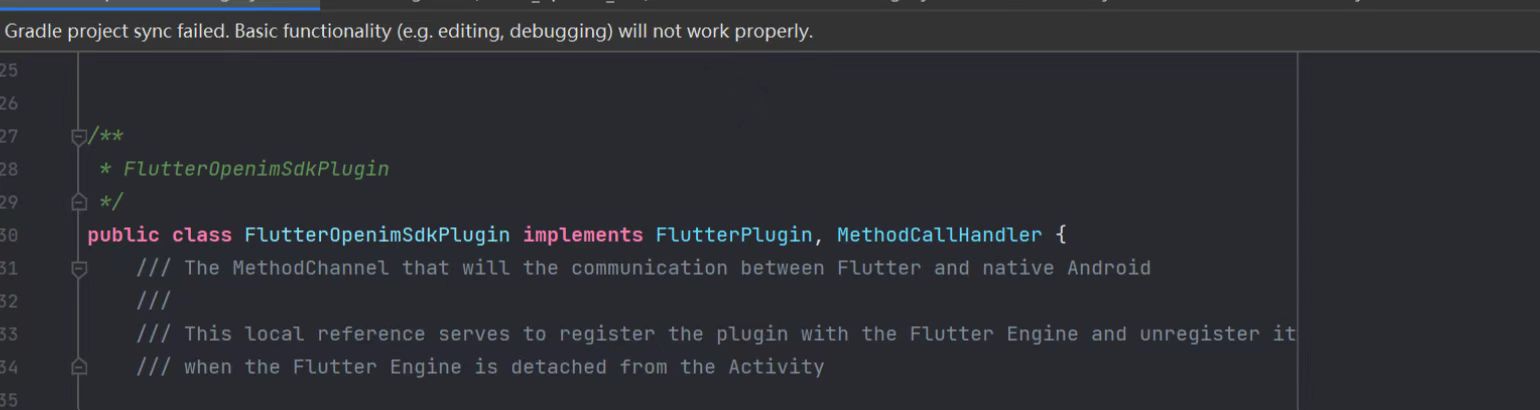 Gradle project sync failed. Basic functionality (e.g. editing, debugging) will not work properly.
25
26
27 /**
28 * FlutterOpenimSdkPlugin
29 */
30 public class FlutterOpenimSdkPlugin implements FlutterPlugin, MethodCallHandler {
31 /// The MethodChannel that will the communication between Flutter and native Android
32 ///
33 /// This local reference serves to register the plugin with the Flutter Engine and unregister it
34 /// when the Flutter Engine is detached from the Activity
35